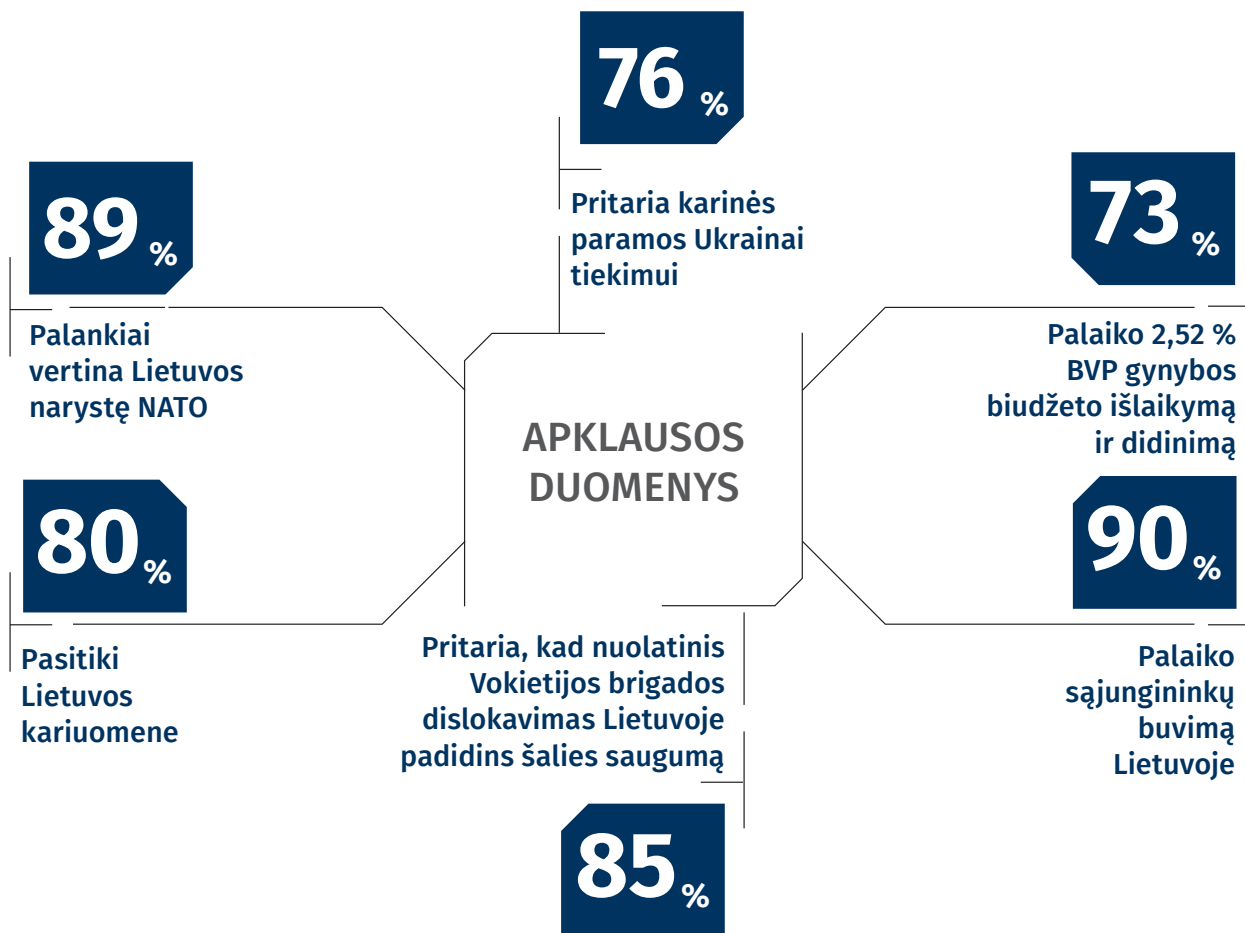 76 %
Pritaria karinės
paramos Ukrainai
tiekimui
89 %
Palankiai
vertina Lietuvos
narystę NATO
73 %
Palaiko 2,52 %
BVP gynybos
biudžeto išlaikymą
ir didinimą
APKLAUSOS
DUOMENYS
80 %
Pasitiki
Lietuvos
kariuomene
90 %
Palaiko
sąjungininkų
buvimą
Lietuvoje
Pritaria, kad nuolatinis
Vokietijos brigados
dislokavimas Lietuvoje
padidins šalies saugumą
85 %